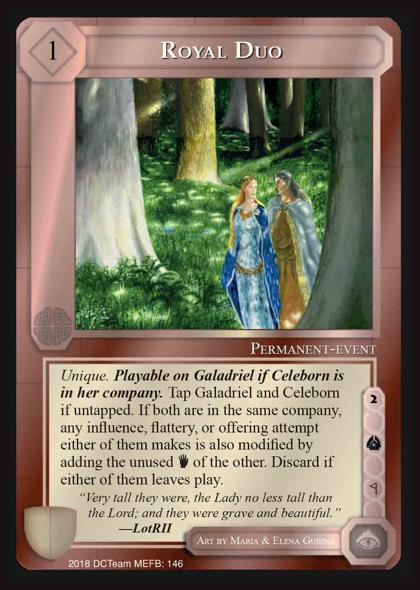 1
ROYAL DUO
PERMANENT-EVENT
Unique. Playable on Galadriel if Celeborn is
in her company. Tap Galadriel and Celeborn
if untapped. If both are in the same company,
any influence, flattery, or offering attempt
either of them makes is also modified by
adding the unused of the other. Discard if
either of them leaves play.
"Very tall they were, the Lady no less tall than
the Lord; and they were grave and beautiful."
—LotRII
2
ART BY MARIA & ELENA GUBINA
2018 DCTeam MEFB: 146